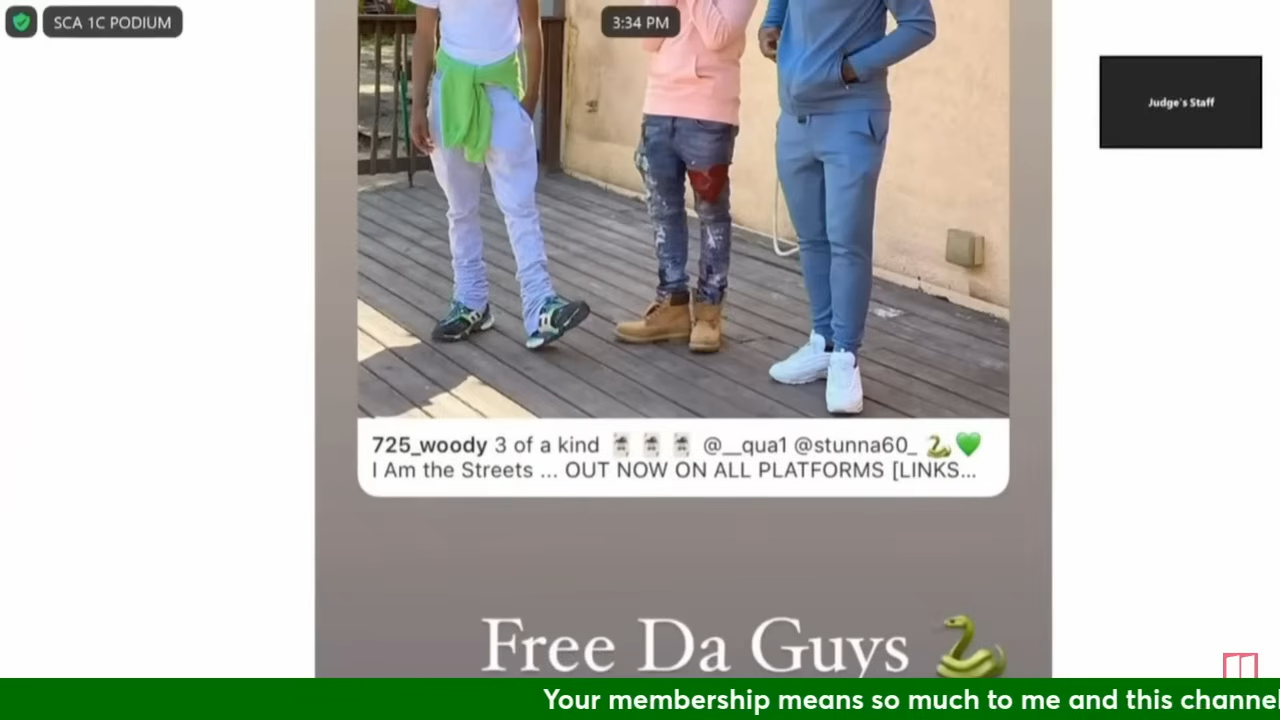 SCA 1C PODIUM
3:34 PM
Judge's Staff
725_woody 3 of a kind 🃏 🃏 🃏 @__qua1 @stunna60_ 🐍💚
I Am the Streets ... OUT NOW ON ALL PLATFORMS [LINKS...
Free Da Guys 🐍
Your membership means so much to me and this channel